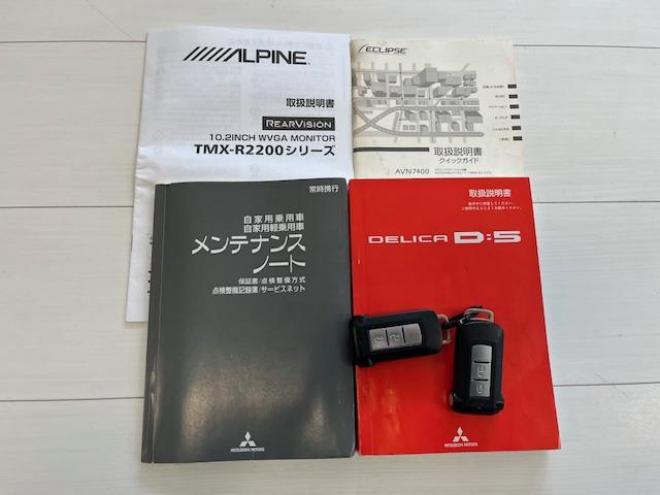 ALPINE
取扱説明書
REARVISION
10.2INCH WVGA MONITOR
TMX-R2200シリーズ
ECLIPSE
取扱説明書
クイックガイド
AVN7400
常時携行
自家用乗用車
自家用軽乗用車
メンテナンス
ノート
保証書/点検整備方式
点検整備記録簿/サービスネット
MITSUBISHI MOTORS
取扱説明書
DELICA D:5
MITSUBISHI MOTORS